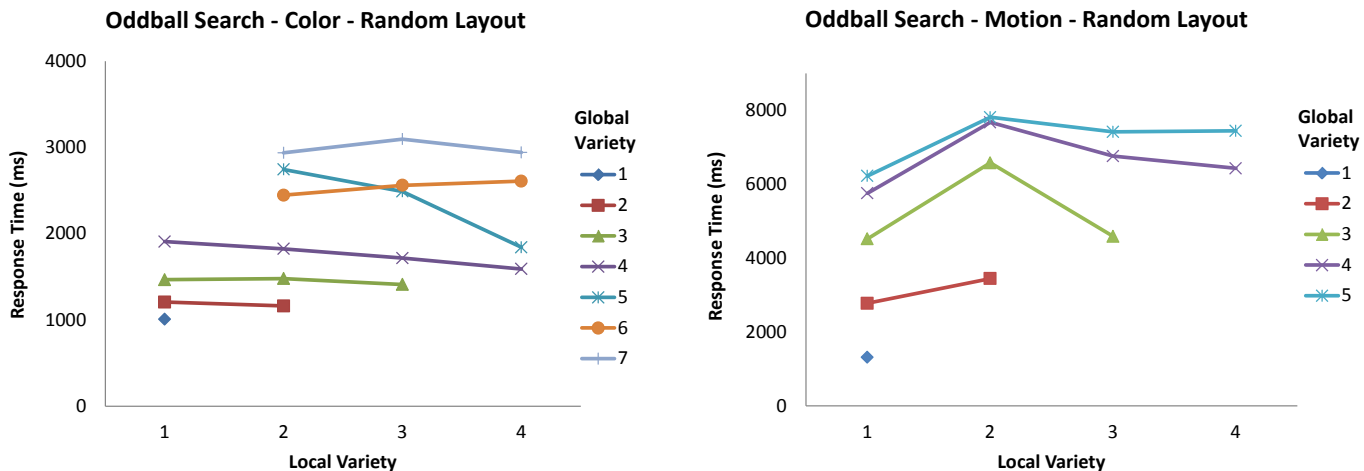 Oddball Search - Color - Random Layout
4000
3000
2000
1000
0
Response Time (ms)
1 2 3 4
Local Variety
Global
Variety
1
2
3
4
5
6
7
Oddball Search - Motion - Random Layout
8000
6000
4000
2000
0
Response Time (ms)
1 2 3 4
Local Variety
Global
Variety
1
2
3
4
5